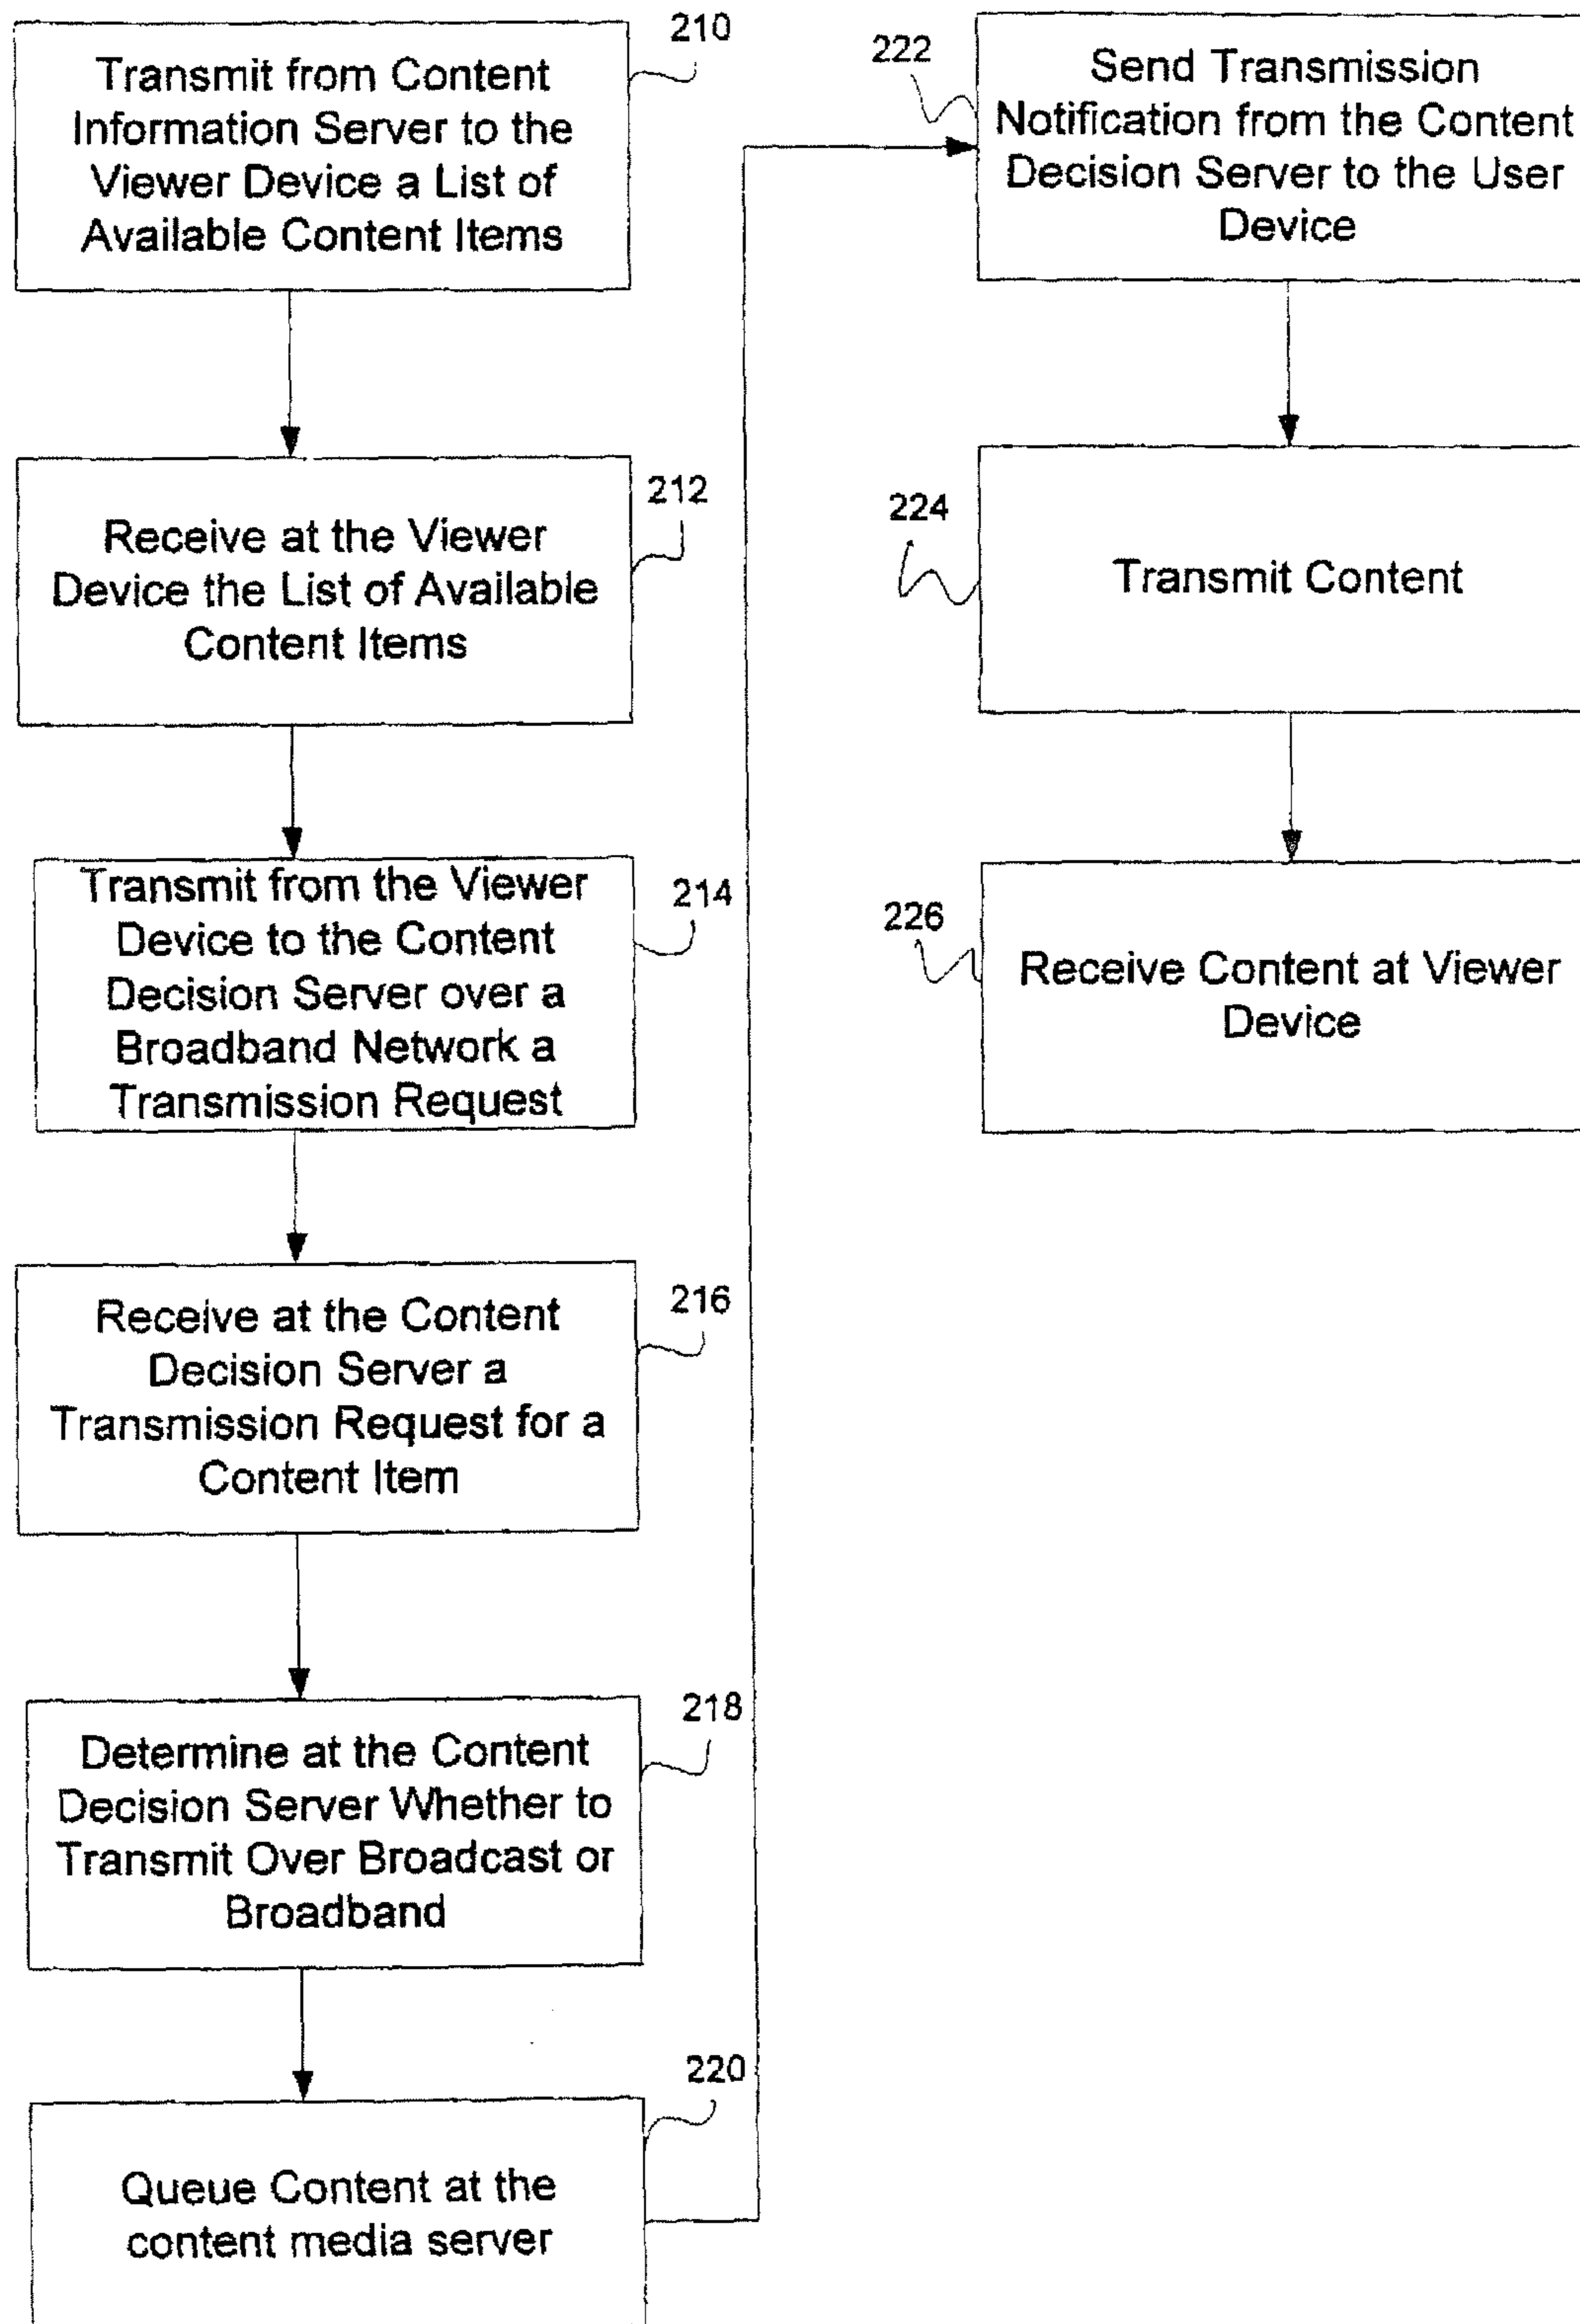 210
Transmit from Content
Information Server to the
Viewer Device a List of
Available Content Items
212
Receive at the Viewer
Device the List of Available
Content Items
214
Transmit from the Viewer
Device to the Content
Decision Server over a
Broadband Network a
Transmission Request
216
Receive at the Content
Decision Server a
Transmission Request for a
Content Item
218
Determine at the Content
Decision Server Whether to
Transmit Over Broadcast or
Broadband
220
Queue Content at the
content media server
222
Send Transmission
Notification from the Content
Decision Server to the User
Device
224
Transmit Content
226
Receive Content at Viewer
Device